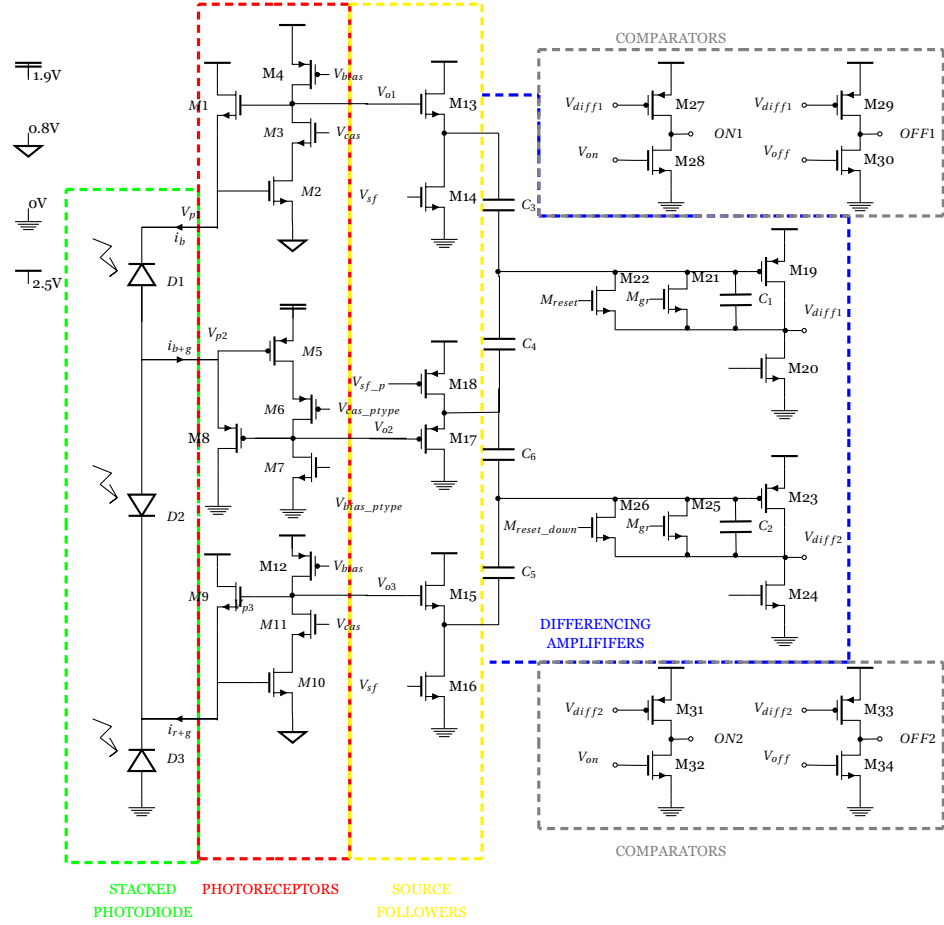 COMPARATORS
1.9V
0.8V
0V
2.5V
M1
M4
V_bias
M3
V_cas
M2
V_o1
M13
V_sf
M14
C_3
V_diff1
M27
ON1
V_on
M28
V_diff1
M29
OFF1
V_off
M30
V_p1
i_b
D1
M22
M21
M_reset
M_gr
C_1
M19
V_diff1
M20
V_p2
i_b+g
M5
M6
V_cas_ptype
M8
V_o2
M7
V_bias_ptype
V_sf_p
M18
M17
C_4
C_6
D2
M26
M25
M_reset_down
M_gr
C_2
M23
V_diff2
M24
M12
V_bias
M9
V_p3
M11
V_cas
M10
V_o3
M15
V_sf
M16
C_5
DIFFERENCING
AMPLIFIFERS
i_r+g
D3
V_diff2
M31
ON2
V_on
M32
V_diff2
M33
OFF2
V_off
M34
COMPARATORS
STACKED
PHOTODIODE
PHOTORECEPTORS
SOURCE
FOLLOWERS